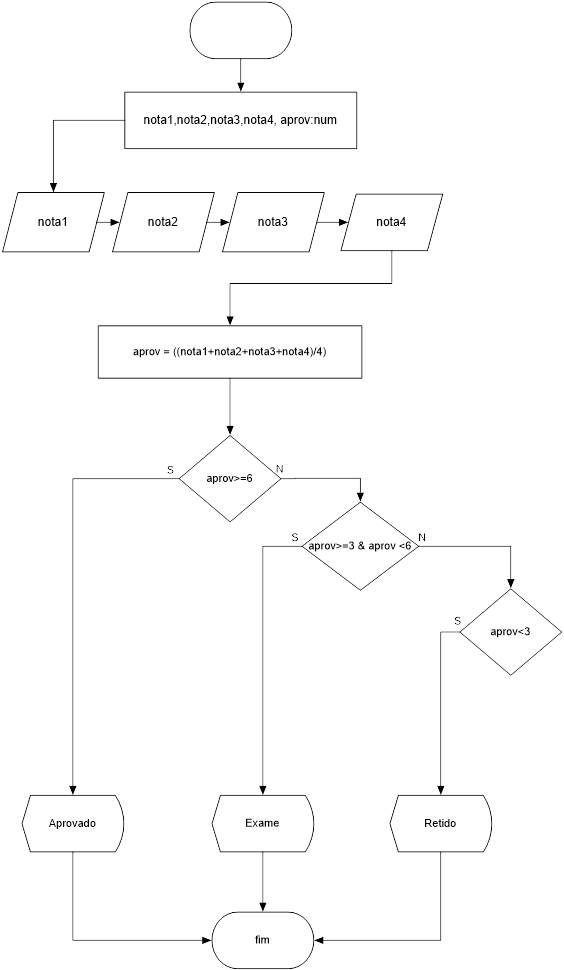 nota1,nota2,nota3,nota4, aprov:num
nota1
nota2
nota3
nota4
aprov = ((nota1+nota2+nota3+nota4)/4)
S
aprov>=6
N
S
aprov>=3 & aprov <6
N
S
aprov<3
Aprovado
Exame
Retido
fim